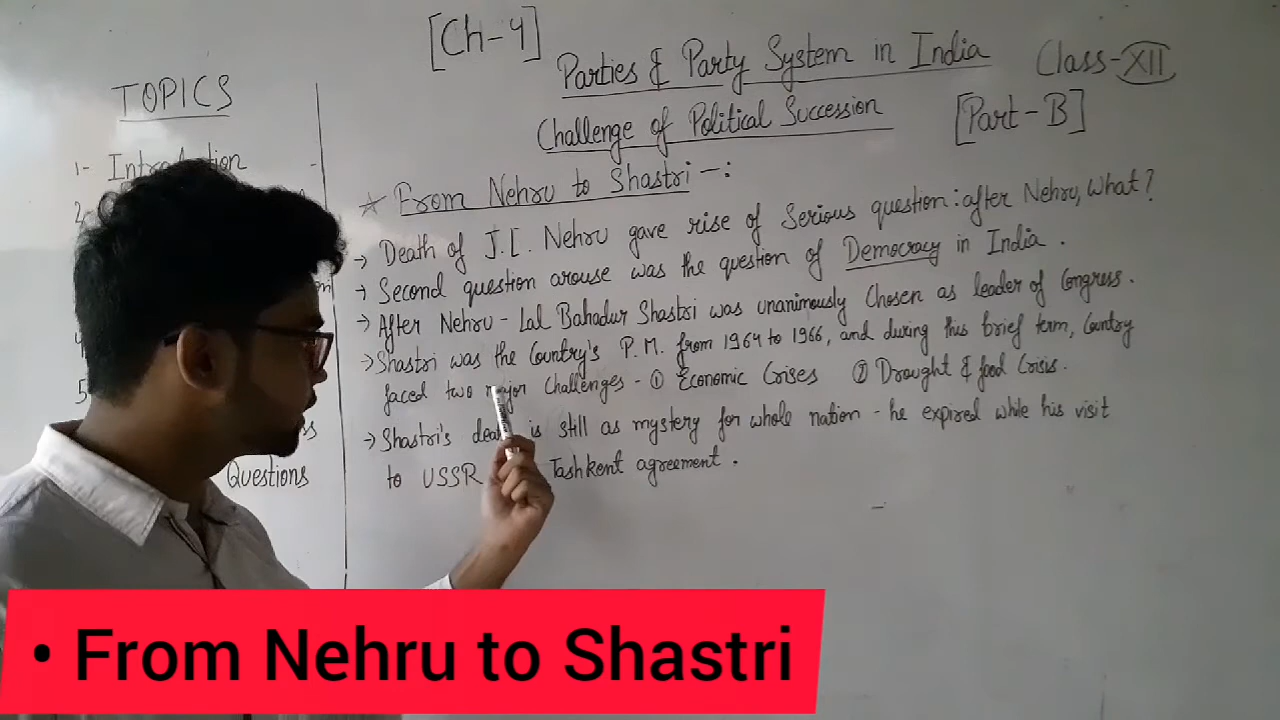 [Ch-4]
Parties & Party System in India
Class-XII
Challenge of Political Succession
[Part-B]
TOPICS
1- Introduction
2
5
Questions
From Nehru to Shastri-:
→ Death of J.L. Nehru gave rise of Serious question: after Nehru, What?
→ Second question arouse was the question of Democracy in India.
→ After Nehru - Lal Bahadur Shastri was unanimously Chosen as leader of Congress.
→ Shastri was the Country's P.M. from 1964 to 1966, and during this brief term, Country
faced two major Challenges - ① Economic Crises ② Drought & food Crisis.
→ Shastri's death is still as mystery for whole nation - he expired while his visit
to USSR Tashkent agreement.
• From Nehru to Shastri